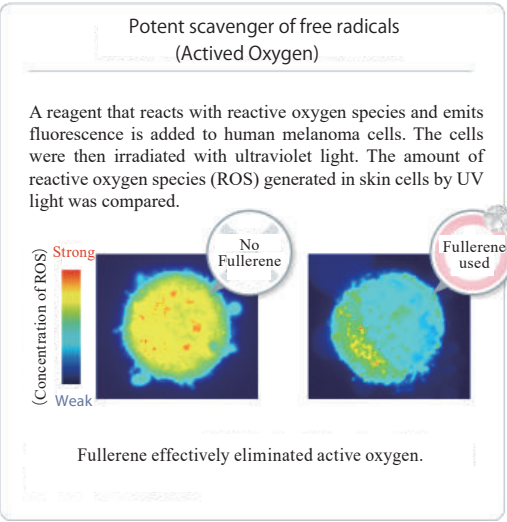 Potent scavenger of free radicals
(Actived Oxygen)
A reagent that reacts with reactive oxygen species and emits
fluorescence is added to human melanoma cells. The cells
were then irradiated with ultraviolet light. The amount of
reactive oxygen species (ROS) generated in skin cells by UV
light was compared.
(Concentration of ROS)
Strong
Weak
No
Fullerene
Fullerene
used
Fullerene effectively eliminated active oxygen.